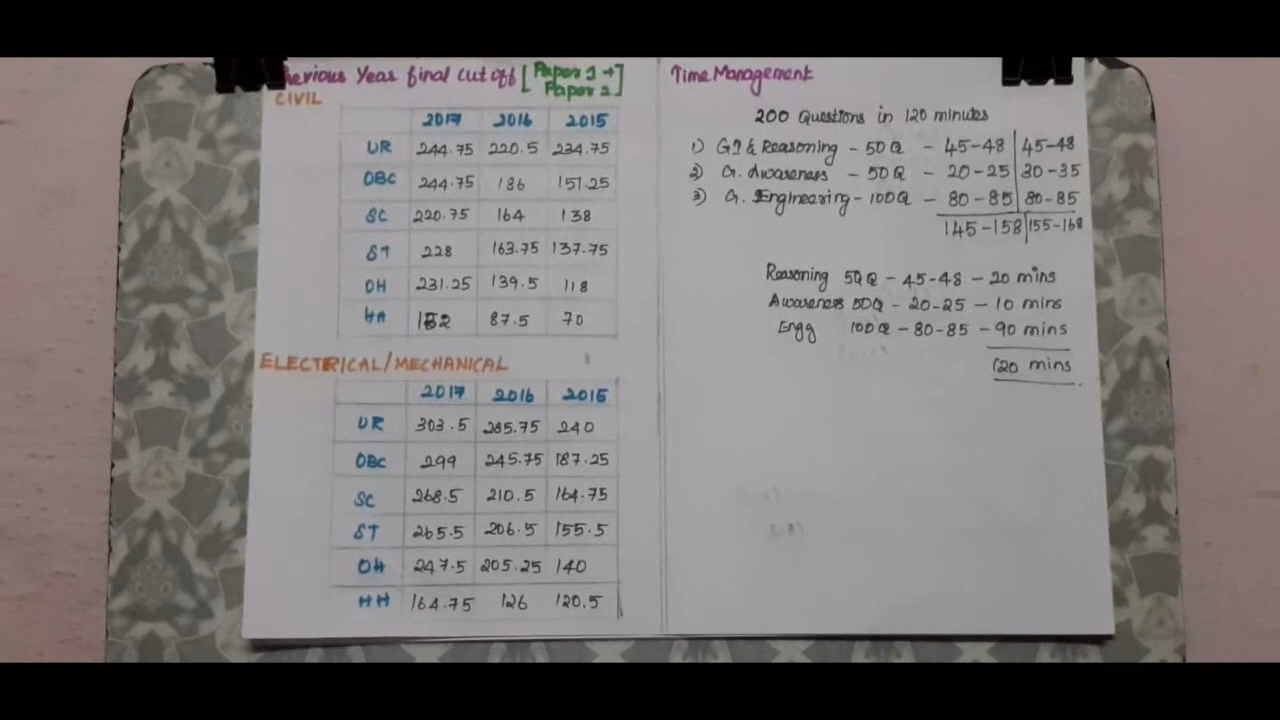 Previous Year final cut off [Paper 1 +
Paper 2]
CIVIL
2017 2016 2015
UR 244.75 220.5 234.75
OBC 244.75 186 151.25
SC 220.75 164 138
ST 228 163.75 137.75
OH 231.25 139.5 118
HH 152 87.5 70
ELECTRICAL/MECHANICAL
2017 2016 2015
UR 303.5 285.75 240
OBC 299 245.75 187.25
SC 268.5 210.5 164.75
ST 265.5 206.5 155.5
OH 247.5 205.25 140
HH 164.75 126 120.5
Time Management
200 Questions in 120 minutes
1) GI & Reasoning - 50Q - 45-48 45-48
2) G. Awareness - 50Q - 20-25 30-35
3) G. Engineering - 100Q - 80-85 80-85
145-158 155-168
Reasoning 50Q - 45-48 - 20 mins
Awareness 50Q - 20-25 - 10 mins
Engg 100Q - 80-85 - 90 mins
120 mins